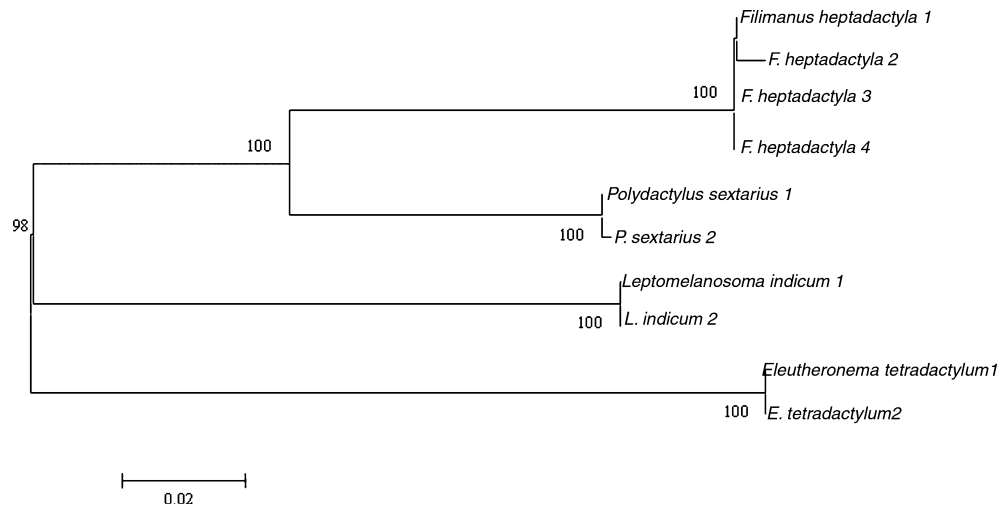 Filimanus heptadactyla 1
F. heptadactyla 2
100
F. heptadactyla 3
100
F. heptadactyla 4
Polydactylus sextarius 1
98
100
P. sextarius 2
Leptomelanosoma indicum 1
100
L. indicum 2
Eleutheronema tetradactylum1
100
E. tetradactylum2
0.02